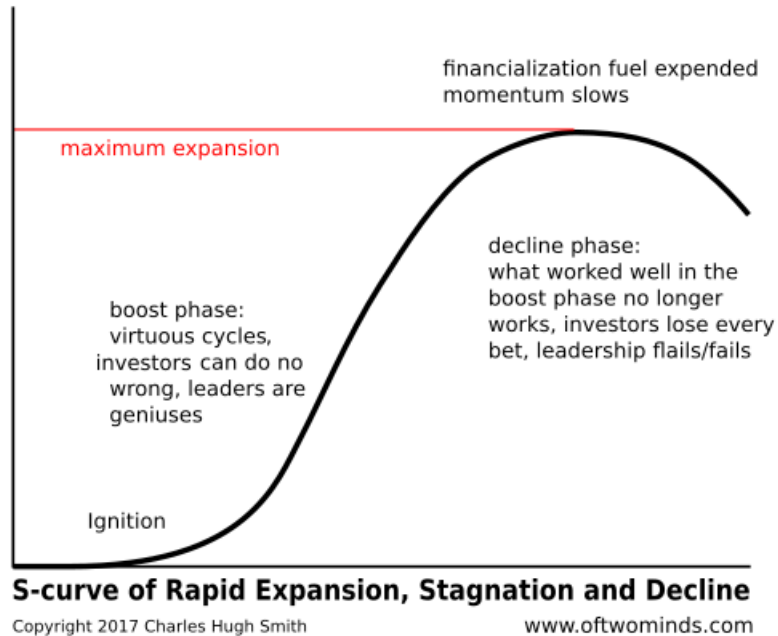 financialization fuel expended
momentum slows
maximum expansion
decline phase:
what worked well in the
boost phase no longer
works, investors lose every
bet, leadership flails/fails
boost phase:
virtuous cycles,
investors can do no
wrong, leaders are
geniuses
Ignition
S-curve of Rapid Expansion, Stagnation and Decline
Copyright 2017 Charles Hugh Smith
www.oftwominds.com